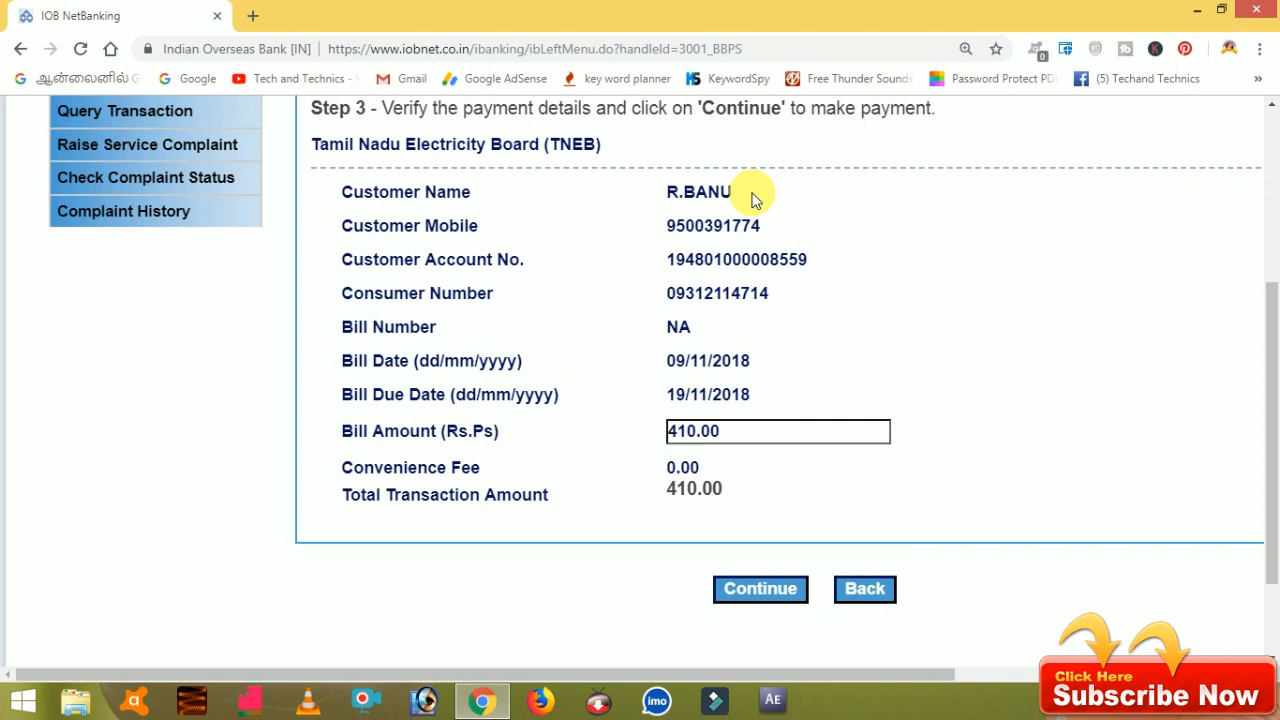 IOB NetBanking
Indian Overseas Bank [IN] | https://www.iobnet.co.in/ibanking/ibLeftMenu.do?handleId=3001_BBPS
ஆன்லைனில் G Google Tech and Technics - Gmail Google AdSense key word planner KeywordSpy Free Thunder Sounds Password Protect PD (5) Techand Technics »
Query Transaction
Raise Service Complaint
Check Complaint Status
Complaint History
Step 3 - Verify the payment details and click on 'Continue' to make payment.
Tamil Nadu Electricity Board (TNEB)
Customer Name R.BANU
Customer Mobile 9500391774
Customer Account No. 194801000008559
Consumer Number 09312114714
Bill Number NA
Bill Date (dd/mm/yyyy) 09/11/2018
Bill Due Date (dd/mm/yyyy) 19/11/2018
Bill Amount (Rs.Ps) 410.00
Convenience Fee 0.00
Total Transaction Amount 410.00
Continue Back
Click Here
Subscribe Now
imo
AE